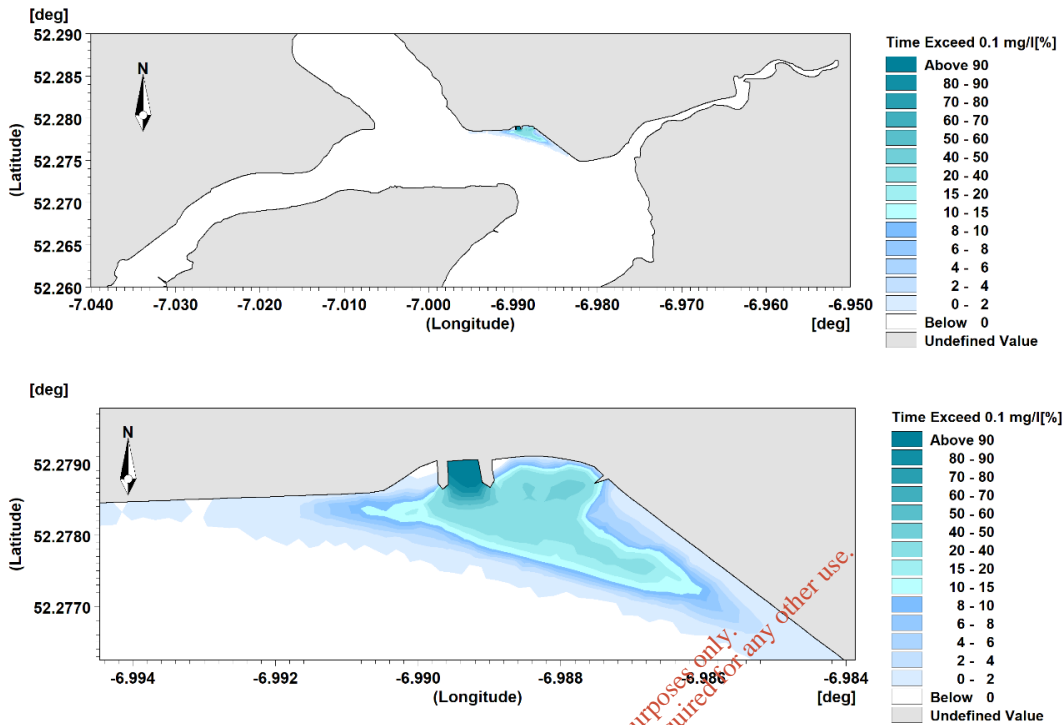 [deg]
52.290
52.285
52.280
52.275
52.270
52.265
52.260
(Latitude)
N
-7.040 -7.030 -7.020 -7.010 -7.000 -6.990 -6.980 -6.970 -6.960 -6.950
(Longitude) [deg]
Time Exceed 0.1 mg/l[%]
Above 90
80 - 90
70 - 80
60 - 70
50 - 60
40 - 50
20 - 40
15 - 20
10 - 15
8 - 10
6 - 8
4 - 6
2 - 4
0 - 2
Below 0
Undefined Value
[deg]
52.2790
52.2780
52.2770
(Latitude)
N
-6.994 -6.992 -6.990 -6.988 -6.986 -6.984
(Longitude) [deg]
Time Exceed 0.1 mg/l[%]
Above 90
80 - 90
70 - 80
60 - 70
50 - 60
40 - 50
20 - 40
15 - 20
10 - 15
8 - 10
6 - 8
4 - 6
2 - 4
0 - 2
Below 0
Undefined Value
only.
for any other use.